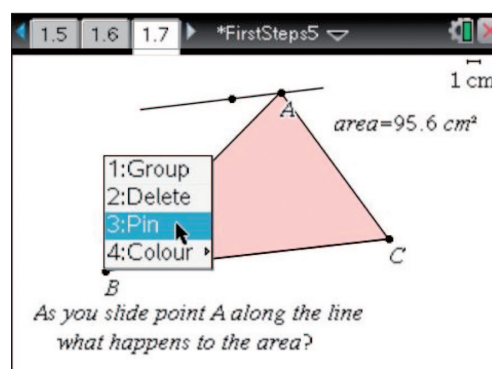 1.5 1.6 1.7 *FirstSteps5
1 cm
A
area=95.6 cm²
1:Group
2:Delete
3:Pin
4:Colour
C
B
As you slide point A along the line
what happens to the area?